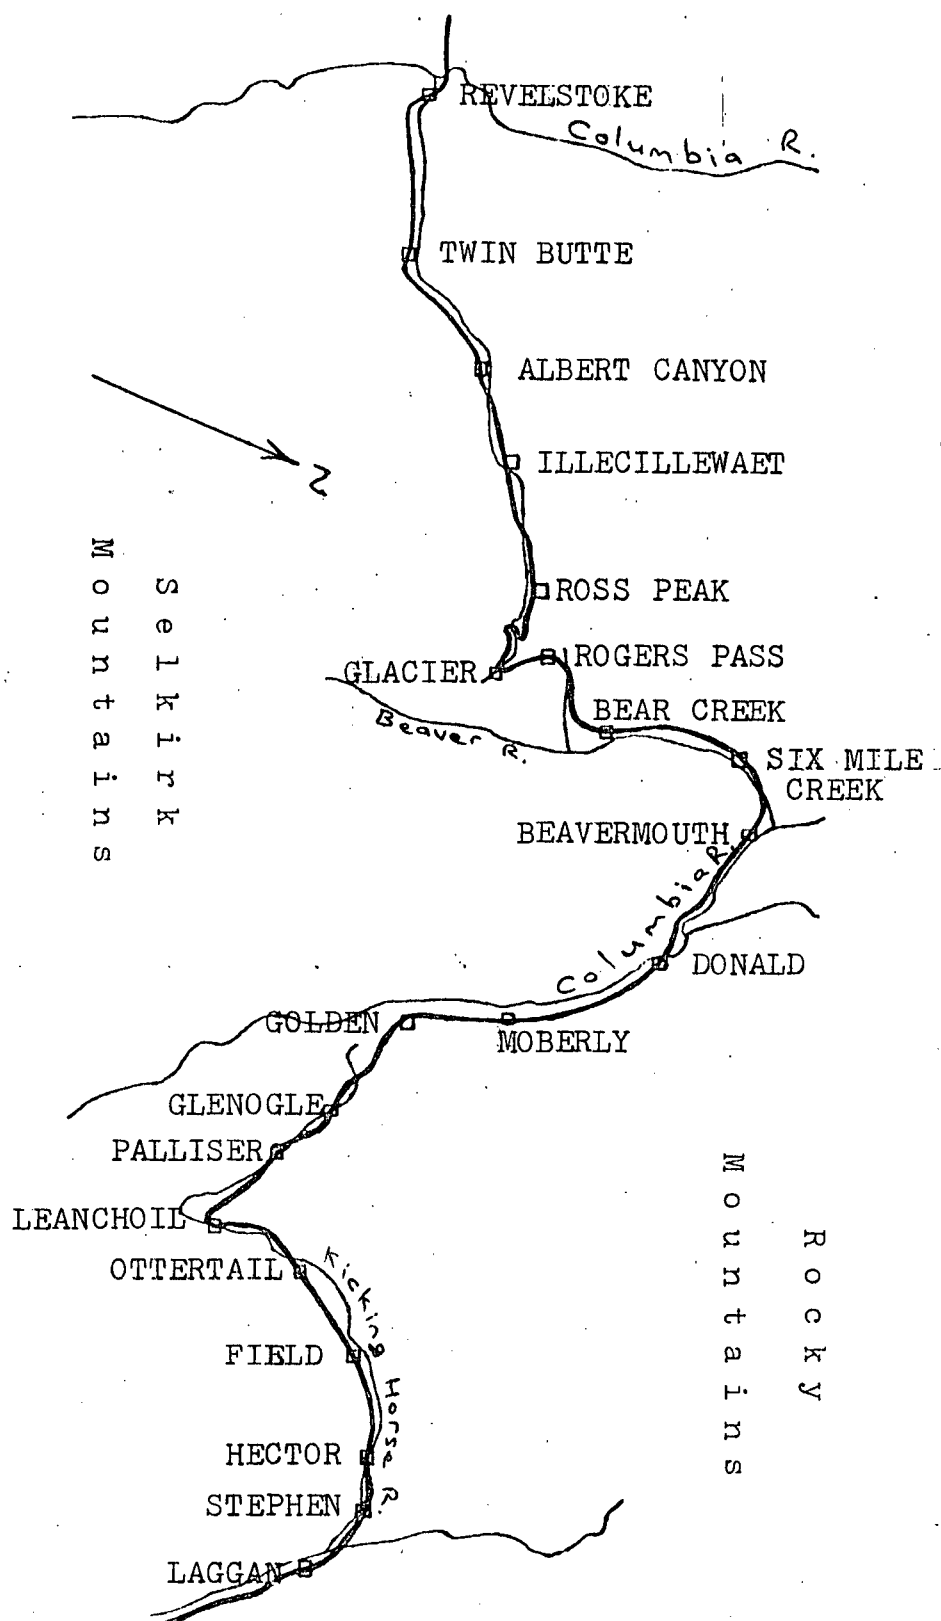 REVELSTOKE
Columbia R.
TWIN BUTTE
ALBERT CANYON
ILLECILLEWAET
N
Selkirk
Mountains
ROSS PEAK
ROGERS PASS
GLACIER
BEAR CREEK
Beaver R.
SIX MILE
CREEK
BEAVERMOUTH
Columbia R.
DONALD
GOLDEN
MOBERLY
GLENOGLE
PALLISER
Rocky
Mountains
LEANCHOIL
OTTERTAIL
Kicking Horse R.
FIELD
HECTOR
STEPHEN
LAGGAN